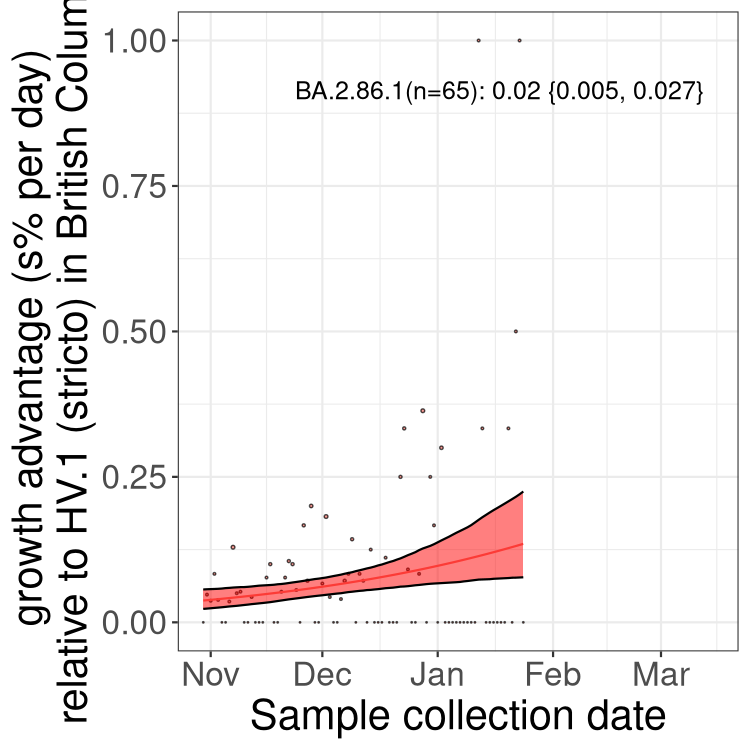 growth advantage (s% per day)
relative to HV.1 (stricto) in British Colum
1.00
0.75
0.50
0.25
0.00
BA.2.86.1(n=65): 0.02 {0.005, 0.027}
Nov Dec Jan Feb Mar
Sample collection date